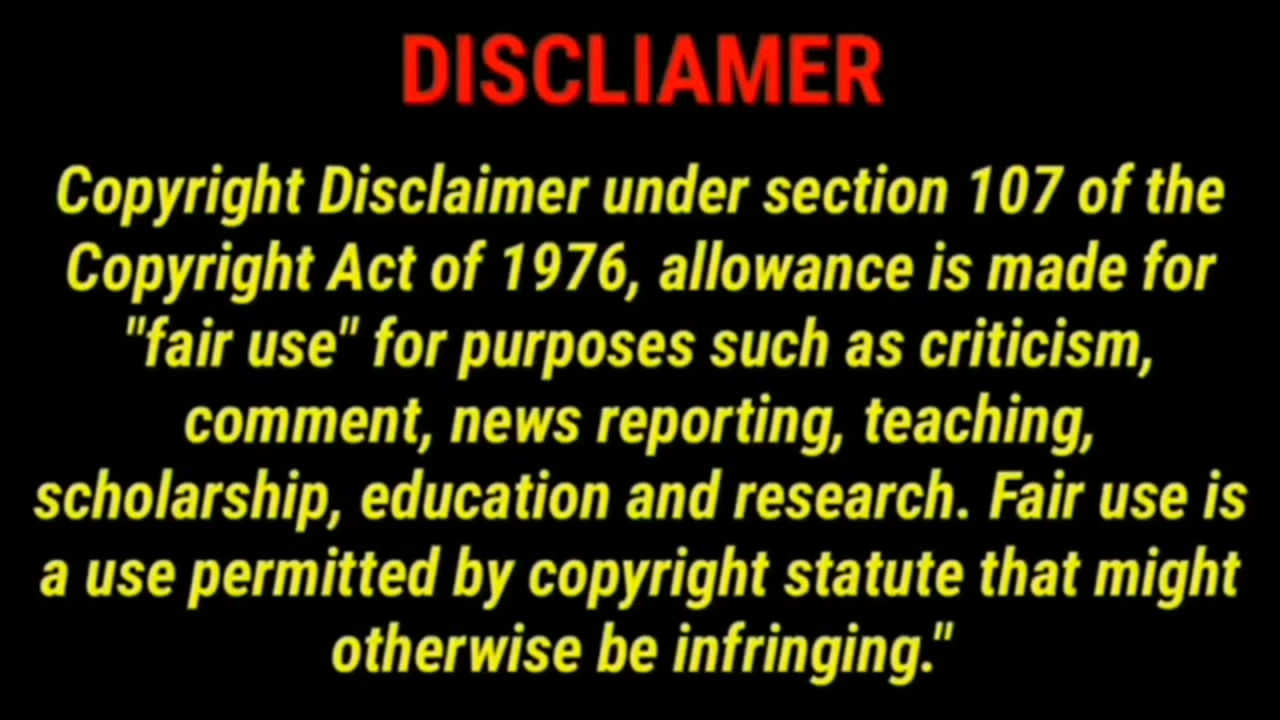 DISCLIAMER
Copyright Disclaimer under section 107 of the
Copyright Act of 1976, allowance is made for
"fair use" for purposes such as criticism,
comment, news reporting, teaching,
scholarship, education and research. Fair use is
a use permitted by copyright statute that might
otherwise be infringing."